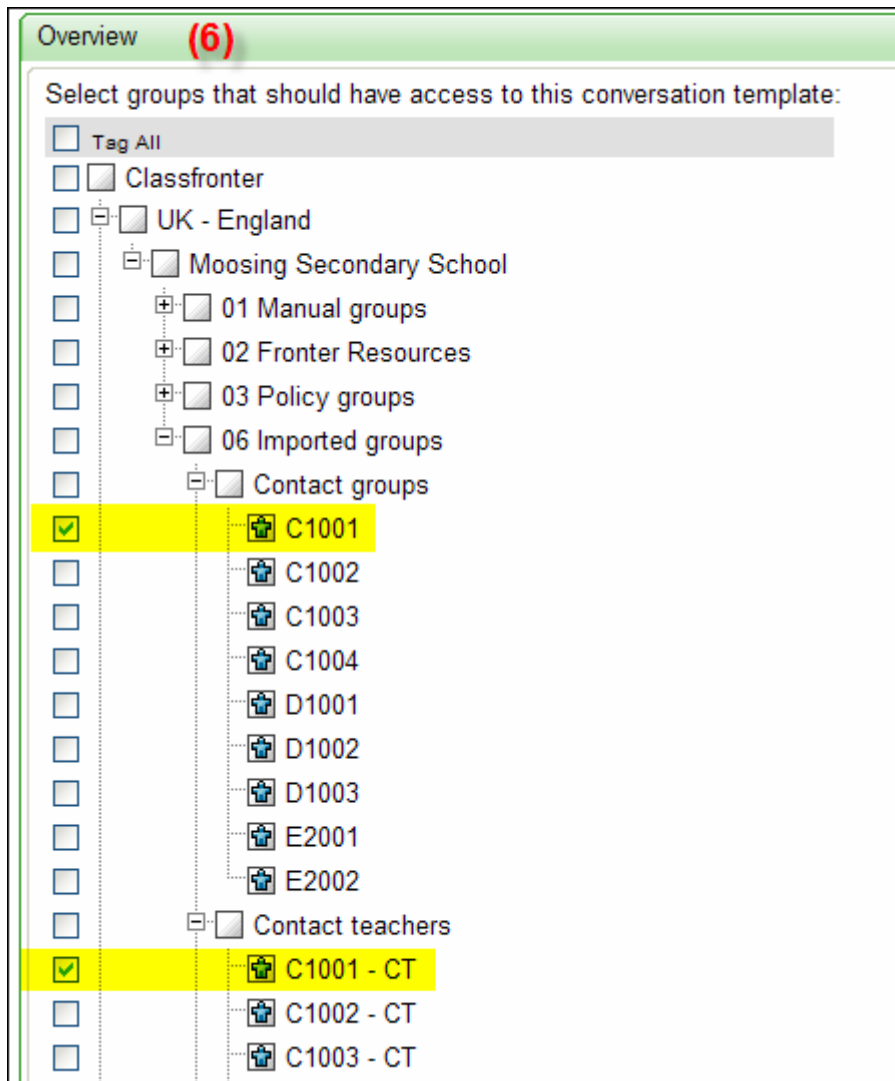 Overview (6)
Select groups that should have access to this conversation template:
Tag All
Classfronter
UK - England
Moosing Secondary School
01 Manual groups
02 Fronter Resources
03 Policy groups
06 Imported groups
Contact groups
C1001
C1002
C1003
C1004
D1001
D1002
D1003
E2001
E2002
Contact teachers
C1001 - CT
C1002 - CT
C1003 - CT